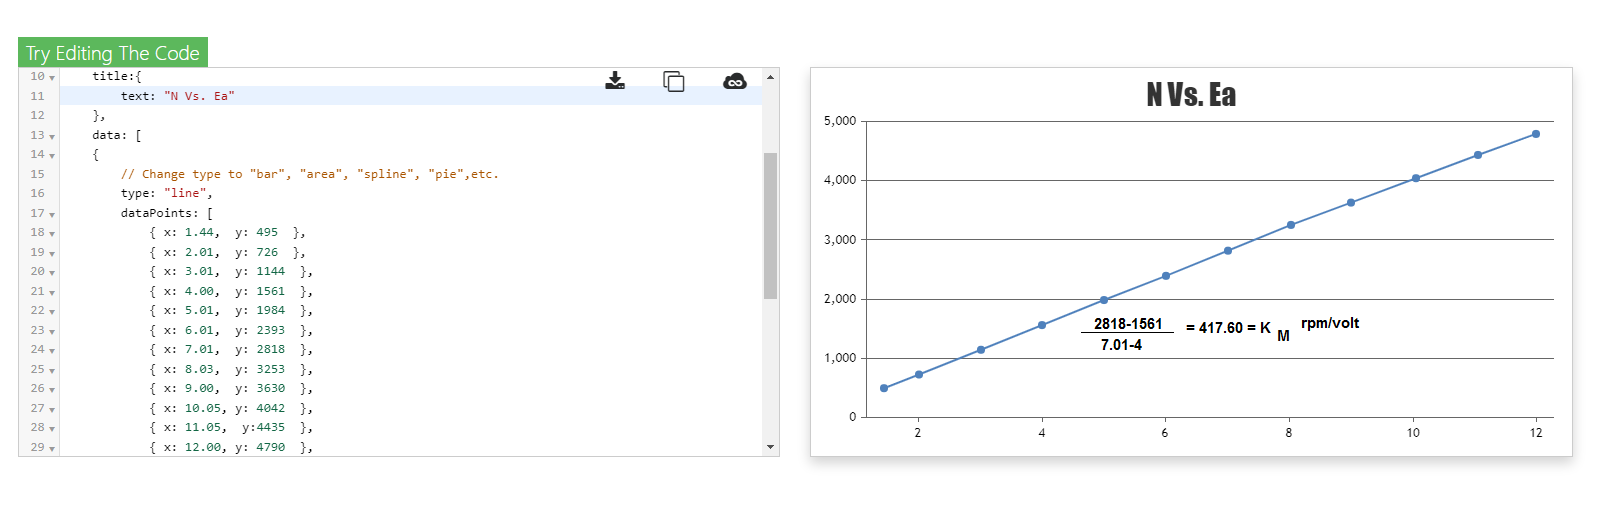 Try Editing The Code
10 title:{
11 text: "N Vs. Ea"
12 },
13 data: [
14 {
15 // Change type to "bar", "area", "spline", "pie",etc.
16 type: "line",
17 dataPoints: [
18 { x: 1.44, y: 495 },
19 { x: 2.01, y: 726 },
20 { x: 3.01, y: 1144 },
21 { x: 4.00, y: 1561 },
22 { x: 5.01, y: 1984 },
23 { x: 6.01, y: 2393 },
24 { x: 7.01, y: 2818 },
25 { x: 8.03, y: 3253 },
26 { x: 9.00, y: 3630 },
27 { x: 10.05, y: 4042 },
28 { x: 11.05, y:4435 },
29 { x: 12.00, y: 4790 },
N Vs. Ea
5,000
4,000
3,000
2,000
1,000
0
2 4 6 8 10 12
2818-1561
7.01-4
= 417.60 = K M rpm/volt